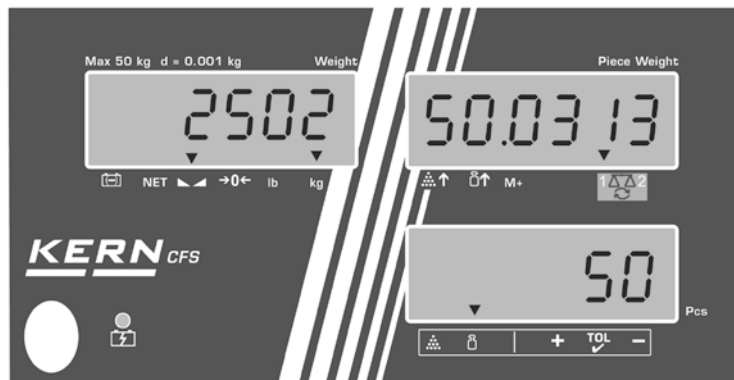 Max 50 kg d = 0.001 kg Weight
Piece Weight
2502
50.0313
NET →0← lb kg
M+
1 2
KERN CFS
50
Pcs
+ TOL −